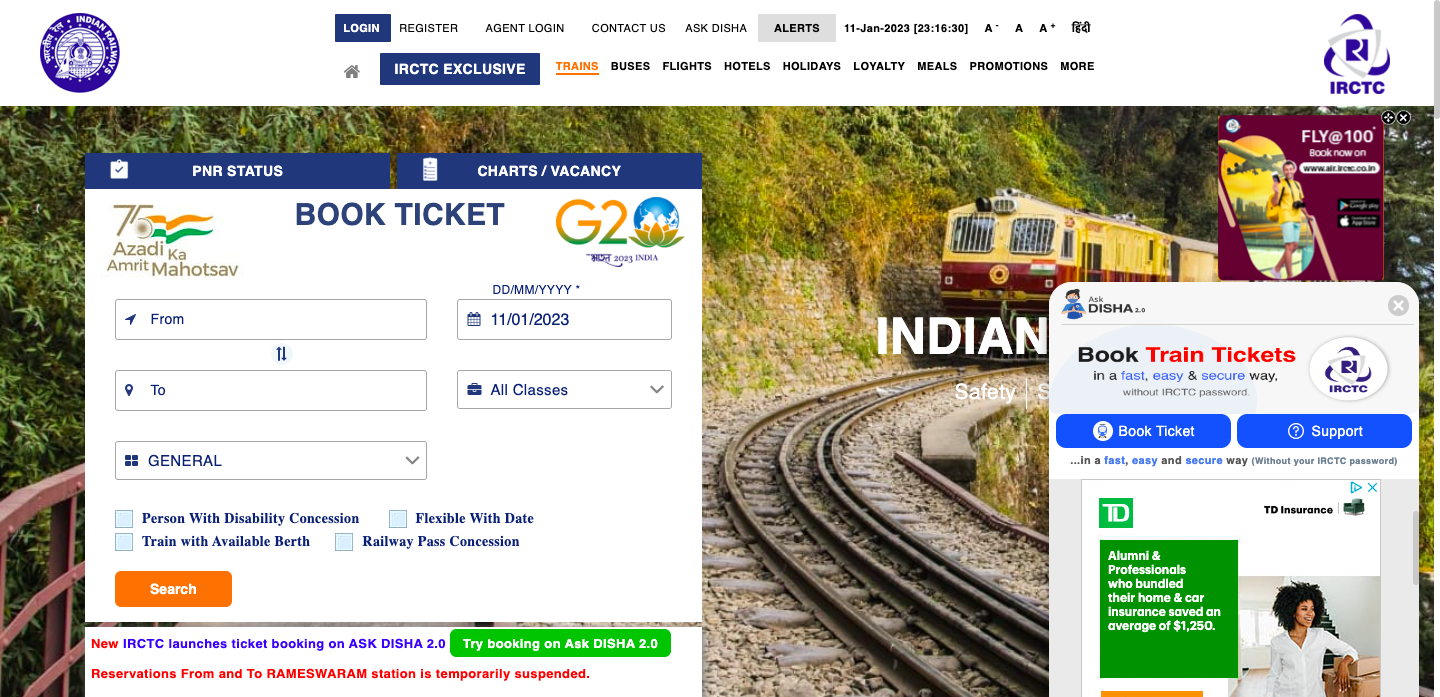 LOGIN REGISTER AGENT LOGIN CONTACT US ASK DISHA ALERTS 11-Jan-2023 [23:16:30] A - A A + हिंदी
IRCTC EXCLUSIVE TRAINS BUSES FLIGHTS HOTELS HOLIDAYS LOYALTY MEALS PROMOTIONS MORE
भारतीय रेल INDIAN RAILWAYS
IRCTC
PNR STATUS
CHARTS / VACANCY
75
Azadi Ka
Amrit Mahotsav
BOOK TICKET
G20
भारत 2023 INDIA
DD/MM/YYYY *
From
11/01/2023
To
All Classes
GENERAL
Person With Disability Concession
Flexible With Date
Train with Available Berth
Railway Pass Concession
Search
New IRCTC launches ticket booking on ASK DISHA 2.0 Try booking on Ask DISHA 2.0
Reservations From and To RAMESWARAM station is temporarily suspended.
INDIAN
Safety | S
FLY@100*
Book now on
www.air.irctc.co.in
Google play
App Store
Ask
DISHA 2.0
Book Train Tickets
in a fast, easy & secure way,
without IRCTC password.
IRCTC
Book Ticket
Support
...in a fast, easy and secure way (Without your IRCTC password)
TD
TD Insurance
Alumni &
Professionals
who bundled
their home & car
insurance saved an
average of $1,250.